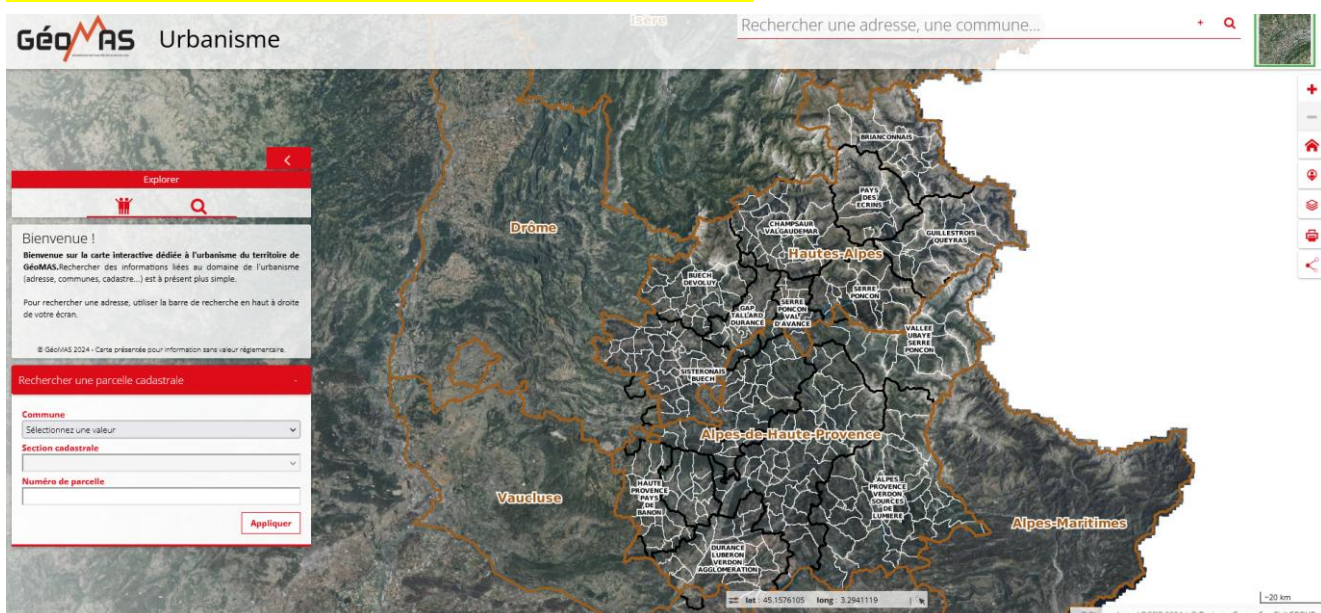 GéoMAS Urbanisme
Rechercher une adresse, une commune...
Isère
Explorer
Bienvenue !
Bienvenue sur la carte interactive dédiée à l'urbanisme du territoire de
GéoMAS.Rechercher des informations liées au domaine de l'urbanisme
(adresse, communes, cadastre...) est à présent plus simple.
Pour rechercher une adresse, utiliser la barre de recherche en haut à droite
de votre écran.
© GéoMAS 2024 - Carte présentée pour information sans valeur réglementaire.
Rechercher une parcelle cadastrale
Commune
Sélectionnez une valeur
Section cadastrale
Numéro de parcelle
Appliquer
BRIANCONNAIS
PAYS
DES
ECRINS
CHAMPSAUR
VALGAUDEMAR
GUILLESTROIS
QUEYRAS
Drôme
Hautes-Alpes
BUECH
DEVOLUY
SERRE
PONCON
GAP
TALLARD
DURANCE
SERRE
PONCON
VAL
D'AVANCE
VALLEE
UBAYE
SERRE
PONCON
SISTERONAIS
BUECH
Alpes-de-Haute-Provence
HAUTE
PROVENCE
PAYS
DE
BANON
ALPES
PROVENCE
VERDON
SOURCES
DE
LUMIERE
Vaucluse
Alpes-Maritimes
DURANCE
LUBERON
VERDON
AGGLOMERATION
lat : 45.1576105 long : 3.2941119
~20 km